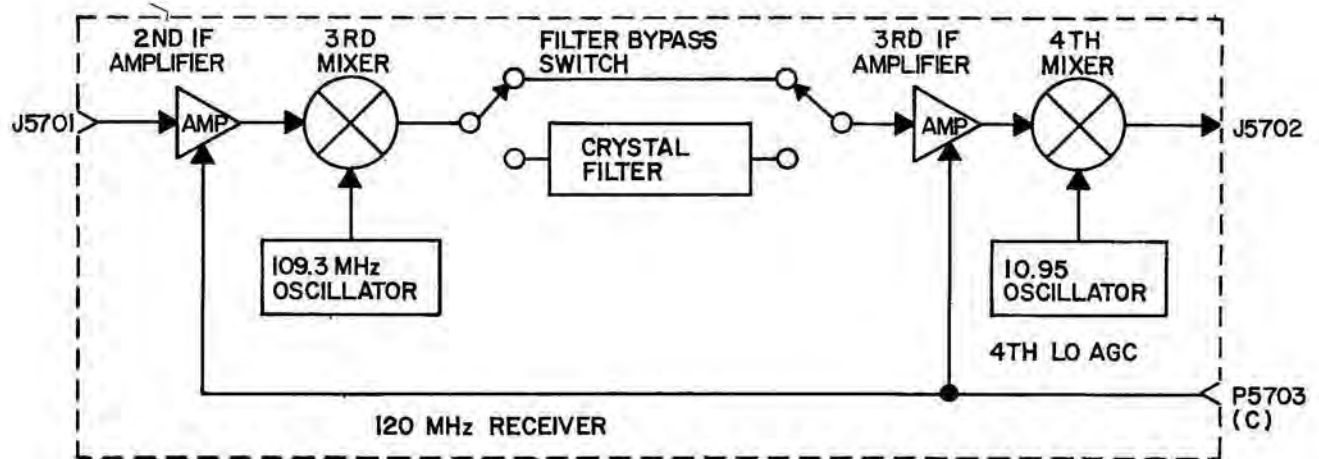 2ND IF
AMPLIFIER
3RD
MIXER
FILTER BYPASS
SWITCH
3RD IF
AMPLIFIER
4TH
MIXER
J5701
AMP
CRYSTAL
FILTER
AMP
J5702
109.3 MHz
OSCILLATOR
10.95
OSCILLATOR
4TH LO AGC
P5703
(C)
120 MHz RECEIVER